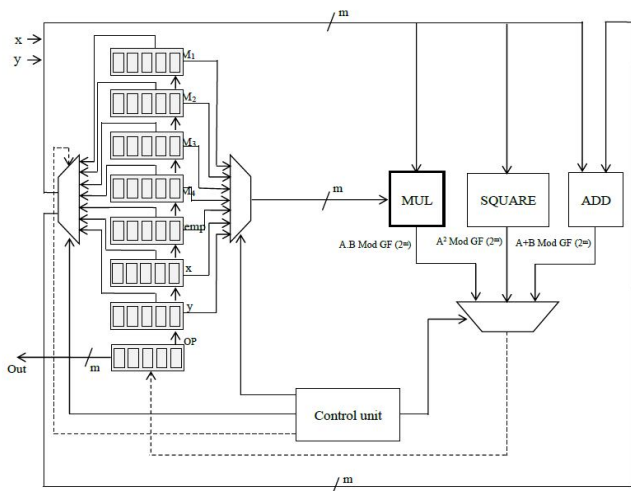 m
x
y
M1
M2
M3
M4
emp
x
y
OP
m
MUL
SQUARE
ADD
A.B Mod GF (2ᵐ)
A² Mod GF (2ᵐ)
A+B Mod GF (2ᵐ)
Out
m
Control unit
m